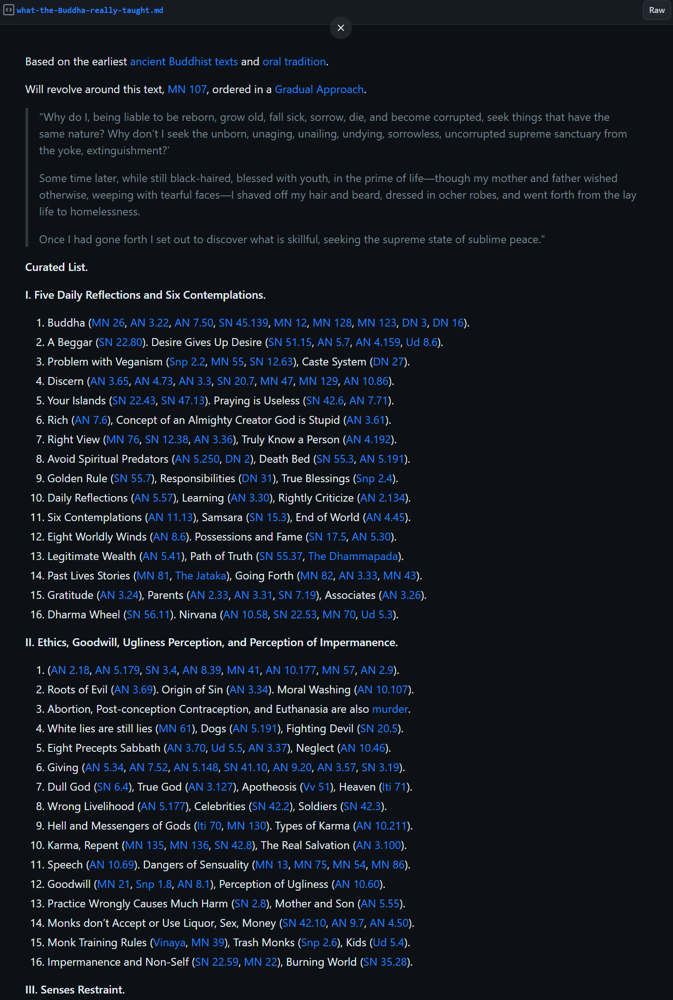 what-the-Buddha-really-taught.md
Raw
Based on the earliest ancient Buddhist texts and oral tradition.
Will revolve around this text, MN 107, ordered in a Gradual Approach.
"Why do I, being liable to be reborn, grow old, fall sick, sorrow, die, and become corrupted, seek things that have the
same nature? Why don’t I seek the unborn, unaging, unailing, undying, sorrowless, uncorrupted supreme sanctuary from
the yoke, extinguishment?’
Some time later, while still black-haired, blessed with youth, in the prime of life—though my mother and father wished
otherwise, weeping with tearful faces—I shaved off my hair and beard, dressed in ocher robes, and went forth from the lay
life to homelessness.
Once I had gone forth I set out to discover what is skillful, seeking the supreme state of sublime peace."
Curated List.
I. Five Daily Reflections and Six Contemplations.
1. Buddha (MN 26, AN 3.22, AN 7.50, SN 45.139, MN 12, MN 128, MN 123, DN 3, DN 16).
2. A Beggar (SN 22.80). Desire Gives Up Desire (SN 51.15, AN 5.7, AN 4.159, Ud 8.6).
3. Problem with Veganism (Snp 2.2, MN 55, SN 12.63), Caste System (DN 27).
4. Discern (AN 3.65, AN 4.73, AN 3.3, SN 20.7, MN 47, MN 129, AN 10.86).
5. Your Islands (SN 22.43, SN 47.13). Praying is Useless (SN 42.6, AN 7.71).
6. Rich (AN 7.6), Concept of an Almighty Creator God is Stupid (AN 3.61).
7. Right View (MN 76, SN 12.38, AN 3.36), Truly Know a Person (AN 4.192).
8. Avoid Spiritual Predators (AN 5.250, DN 2), Death Bed (SN 55.3, AN 5.191).
9. Golden Rule (SN 55.7), Responsibilities (DN 31), True Blessings (Snp 2.4).
10. Daily Reflections (AN 5.57), Learning (AN 3.30), Rightly Criticize (AN 2.134).
11. Six Contemplations (AN 11.13), Samsara (SN 15.3), End of World (AN 4.45).
12. Eight Worldly Winds (AN 8.6). Possessions and Fame (SN 17.5, AN 5.30).
13. Legitimate Wealth (AN 5.41), Path of Truth (SN 55.37, The Dhammapada).
14. Past Lives Stories (MN 81, The Jataka), Going Forth (MN 82, AN 3.33, MN 43).
15. Gratitude (AN 3.24), Parents (AN 2.33, AN 3.31, SN 7.19), Associates (AN 3.26).
16. Dharma Wheel (SN 56.11). Nirvana (AN 10.58, SN 22.53, MN 70, Ud 5.3).
II. Ethics, Goodwill, Ugliness Perception, and Perception of Impermanence.
1. (AN 2.18, AN 5.179, SN 3.4, AN 8.39, MN 41, AN 10.177, MN 57, AN 2.9).
2. Roots of Evil (AN 3.69). Origin of Sin (AN 3.34). Moral Washing (AN 10.107).
3. Abortion, Post-conception Contraception, and Euthanasia are also murder.
4. White lies are still lies (MN 61), Dogs (AN 5.191), Fighting Devil (SN 20.5).
5. Eight Precepts Sabbath (AN 3.70, Ud 5.5, AN 3.37), Neglect (AN 10.46).
6. Giving (AN 5.34, AN 7.52, AN 5.148, SN 41.10, AN 9.20, AN 3.57, SN 3.19).
7. Dull God (SN 6.4), True God (AN 3.127), Apotheosis (Vv 51), Heaven (Iti 71).
8. Wrong Livelihood (AN 5.177), Celebrities (SN 42.2), Soldiers (SN 42.3).
9. Hell and Messengers of Gods (Iti 70, MN 130). Types of Karma (AN 10.211).
10. Karma, Repent (MN 135, MN 136, SN 42.8), The Real Salvation (AN 3.100).
11. Speech (AN 10.69). Dangers of Sensuality (MN 13, MN 75, MN 54, MN 86).
12. Goodwill (MN 21, Snp 1.8, AN 8.1), Perception of Ugliness (AN 10.60).
13. Practice Wrongly Causes Much Harm (SN 2.8), Mother and Son (AN 5.55).
14. Monks don’t Accept or Use Liquor, Sex, Money (SN 42.10, AN 9.7, AN 4.50).
15. Monk Training Rules (Vinaya, MN 39), Trash Monks (Snp 2.6), Kids (Ud 5.4).
16. Impermanence and Non-Self (SN 22.59, MN 22), Burning World (SN 35.28).
III. Senses Restraint.